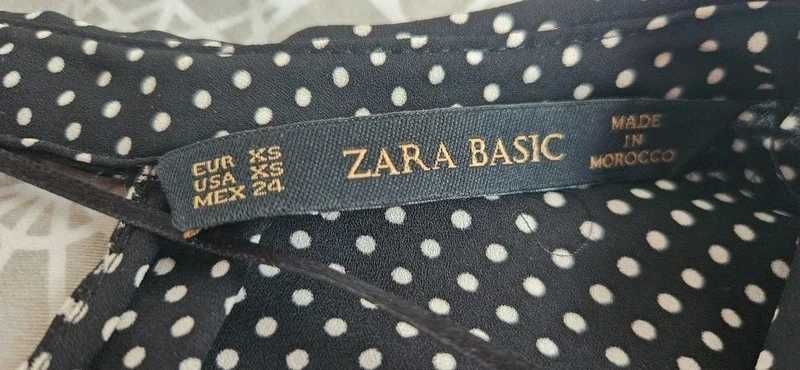 EUR XS
USA XS
MEX 24
ZARA BASIC
MADE
IN
MOROCCO